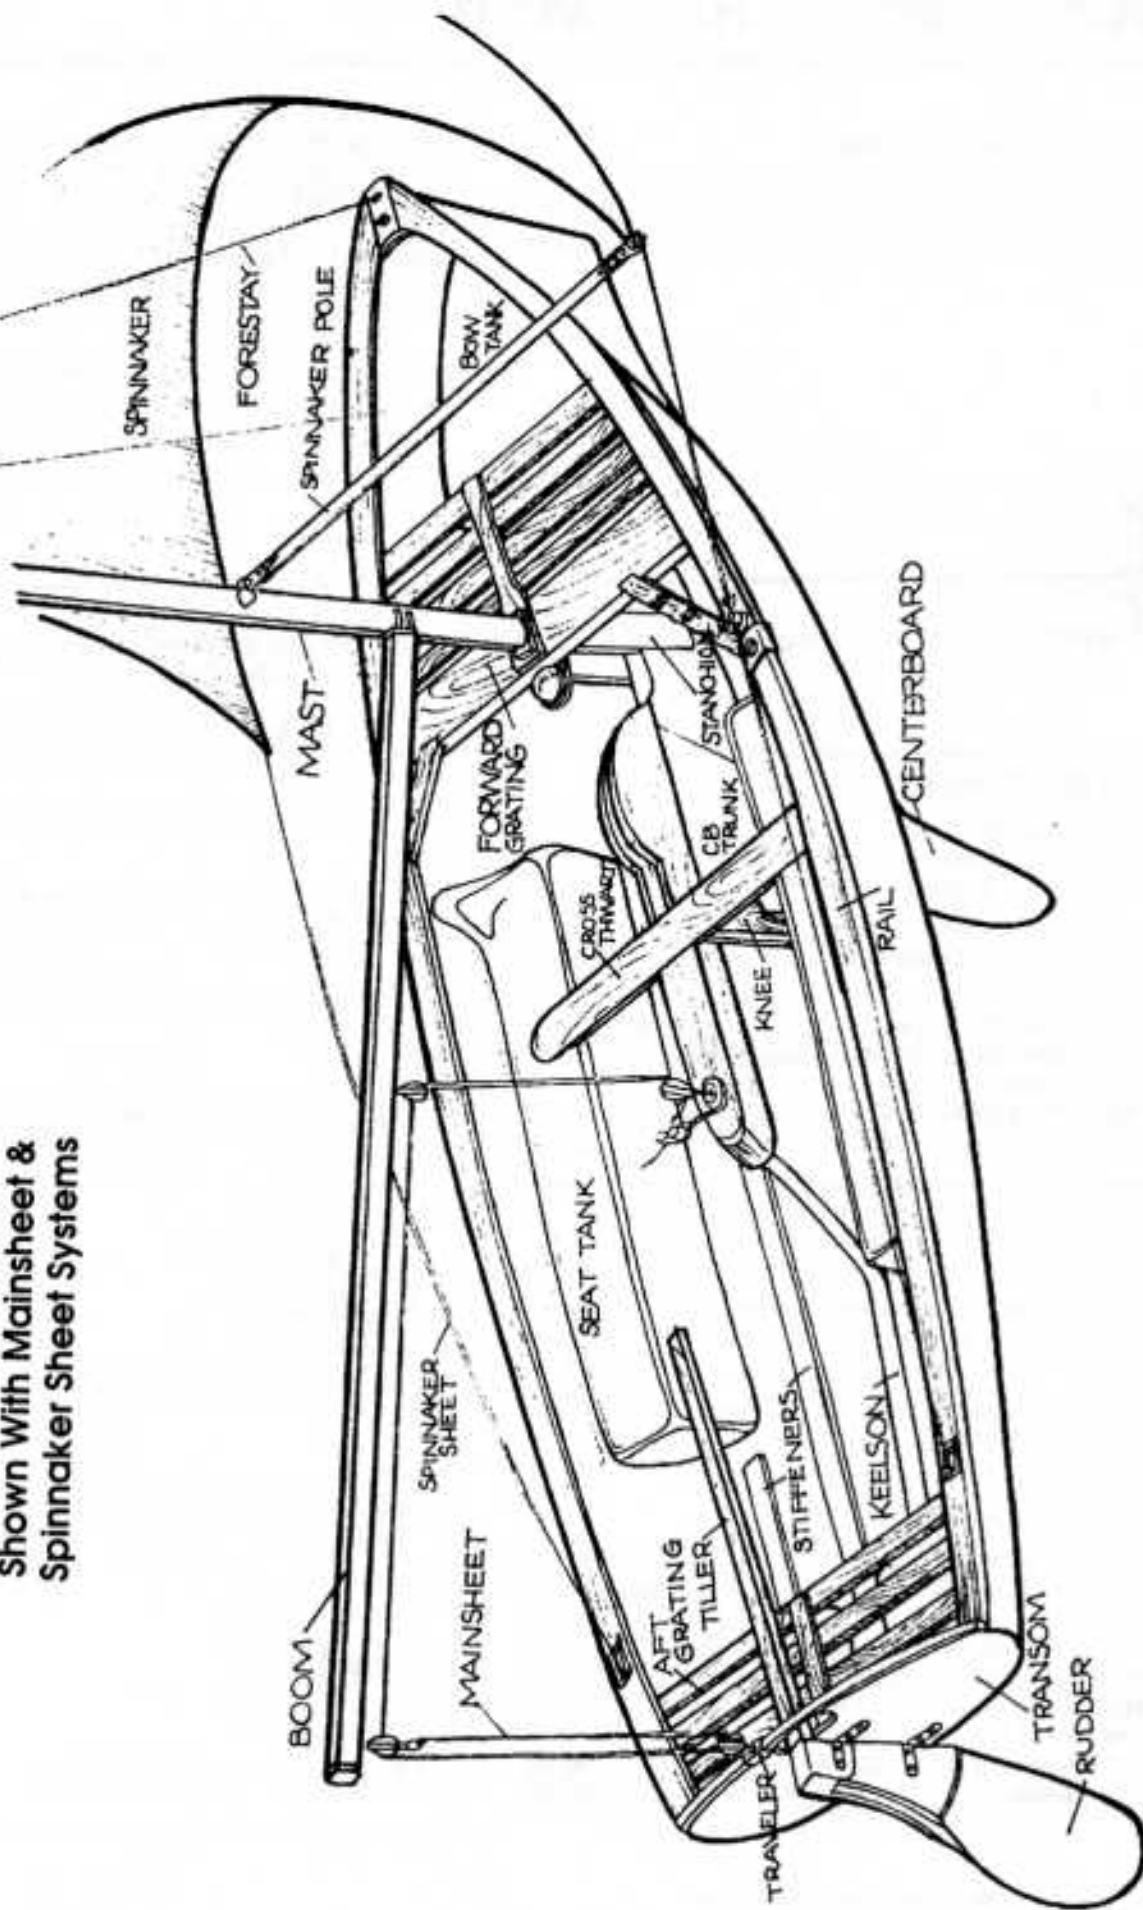 Shown With Mainsheet &
Spinnaker Sheet Systems
SPINNAKER
FORESTAY
SPINNAKER POLE
BOW
TANK
MAST
FORWARD
GRATING
STANCHION
CENTERBOARD
CB
TRUNK
CROSS
THWART
KNEE
RAIL
SEAT TANK
SPINNAKER
SHEET
BOOM
MAINSHEET
AFT
GRATING
TILLER
STIFFENERS
KEELSON
TRAVELER
TRANSOM
RUDDER